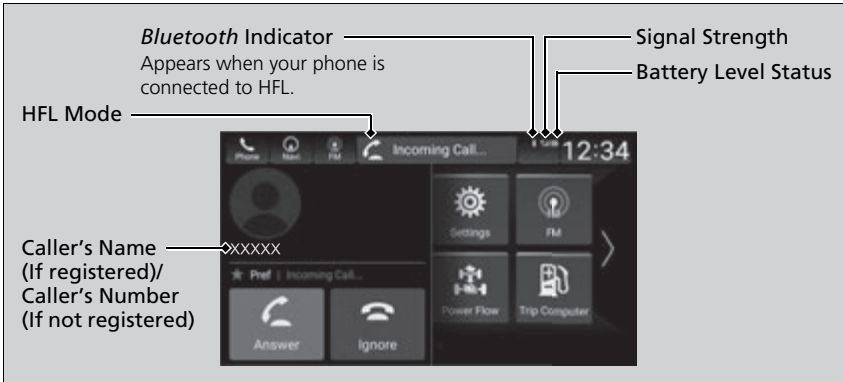 Bluetooth Indicator
Appears when your phone is
connected to HFL.
Signal Strength
Battery Level Status
HFL Mode
Phone
Navi
FM
Incoming Call...
12:34
Caller's Name
(If registered)/
Caller's Number
(If not registered)
XXXXX
Pref | Incoming Call...
Answer
Ignore
Settings
FM
Power Flow
Trip Computer